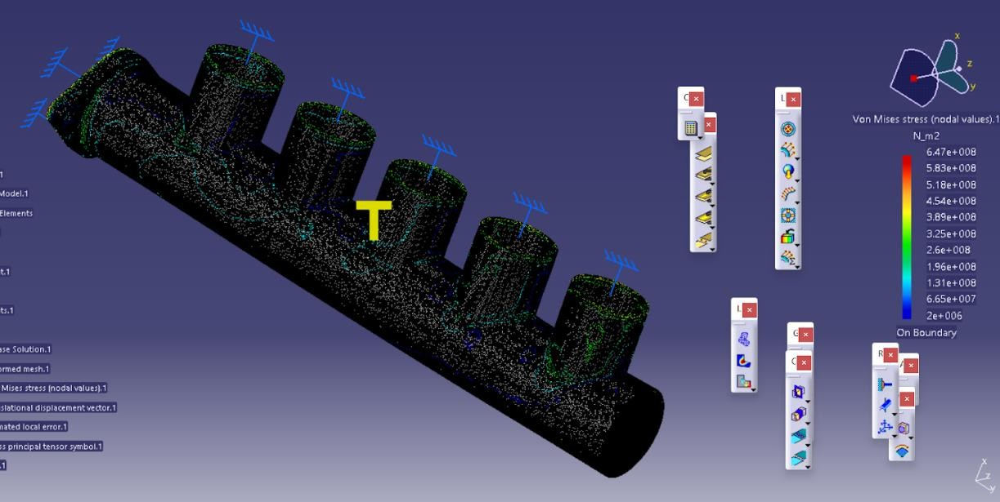 x
z
y
C
L
Von Mises stress (nodal values).1
N_m2
6.47e+008
5.83e+008
5.18e+008
4.54e+008
3.89e+008
3.25e+008
2.6e+008
1.96e+008
1.31e+008
6.65e+007
2e+006
On Boundary
1
Model.1
Elements
t.1
ts.1
ase Solution.1
ormed mesh.1
Mises stress (nodal values).1
slational displacement vector.1
mated local error.1
ss principal tensor symbol.1
.1
T
L
G
C
R
A
x
z
y